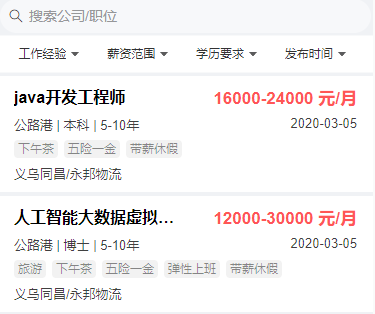 搜索公司/职位
工作经验 薪资范围 学历要求 发布时间
java开发工程师 16000-24000 元/月
公路港 | 本科 | 5-10年 2020-03-05
下午茶 五险一金 带薪休假
义乌同昌/永邦物流
人工智能大数据虚拟... 12000-30000 元/月
公路港 | 博士 | 5-10年 2020-03-05
旅游 下午茶 五险一金 弹性上班 带薪休假
义乌同昌/永邦物流